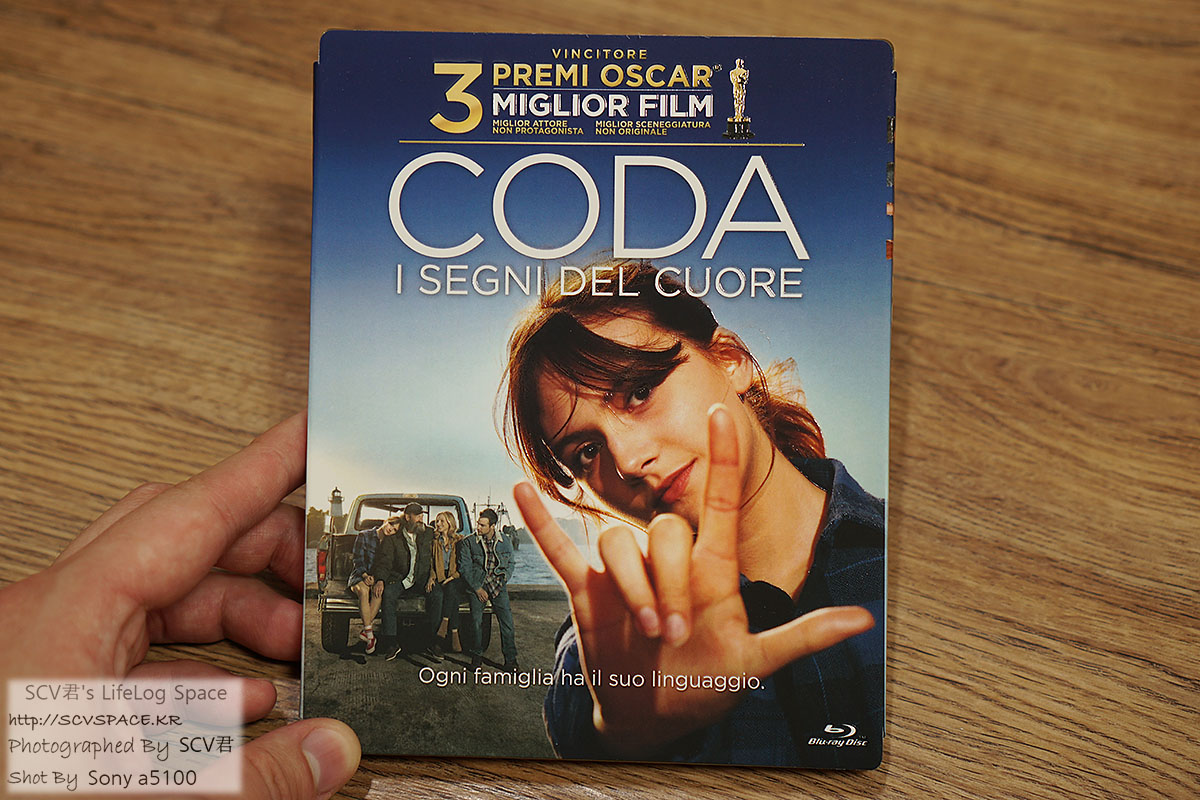 VINCITORE
3 PREMI OSCAR
MIGLIOR FILM
MIGLIOR ATTORE
NON PROTAGONISTA
MIGLIOR SCENEGGIATURA
NON ORIGINALE
CODA
I SEGNI DEL CUORE
Ogni famiglia ha il suo linguaggio.
Blu-ray Disc
SCV君's LifeLog Space
http://SCVSPACE.KR
Photographed By SCV君
Shot By Sony a5100